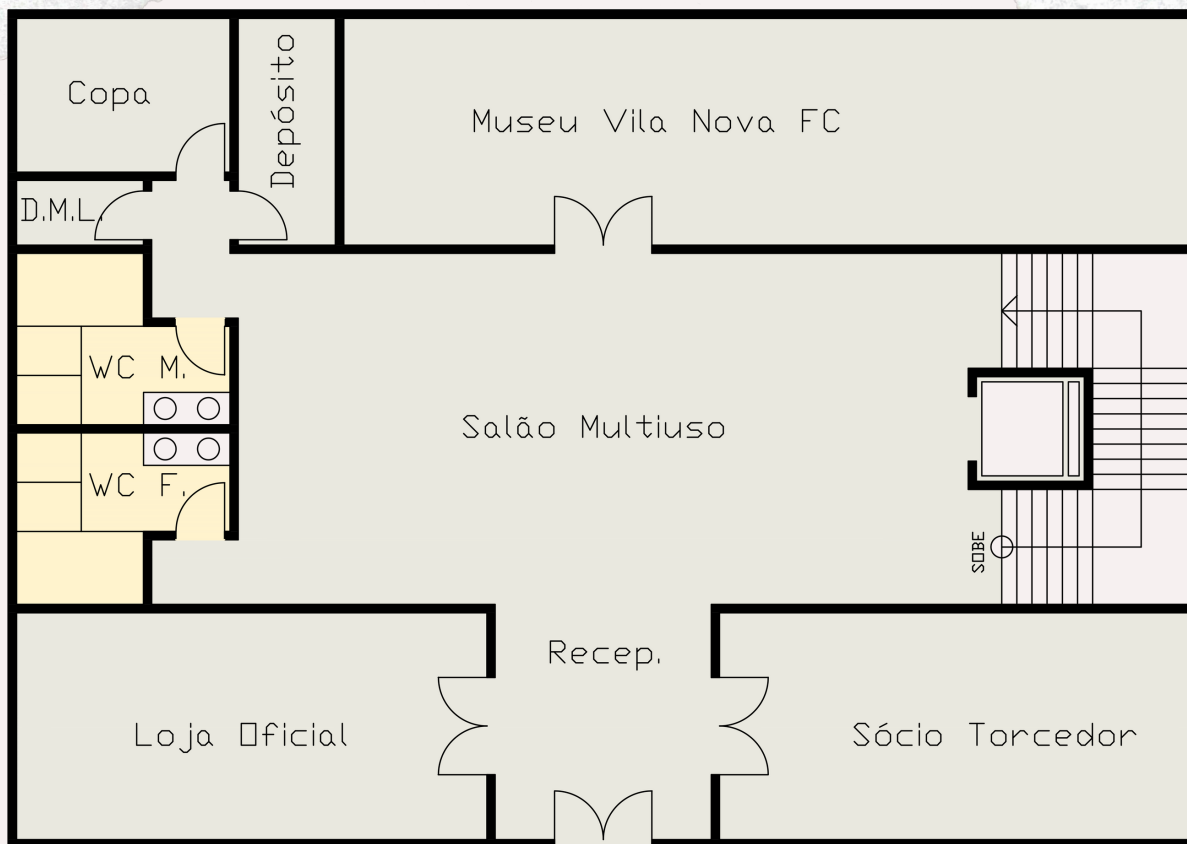 Copa
Depósito
Museu Vila Nova FC
D.M.L.
WC M.
Salão Multiuso
WC F.
SOBE
Recep.
Loja Oficial
Sócio Torcedor